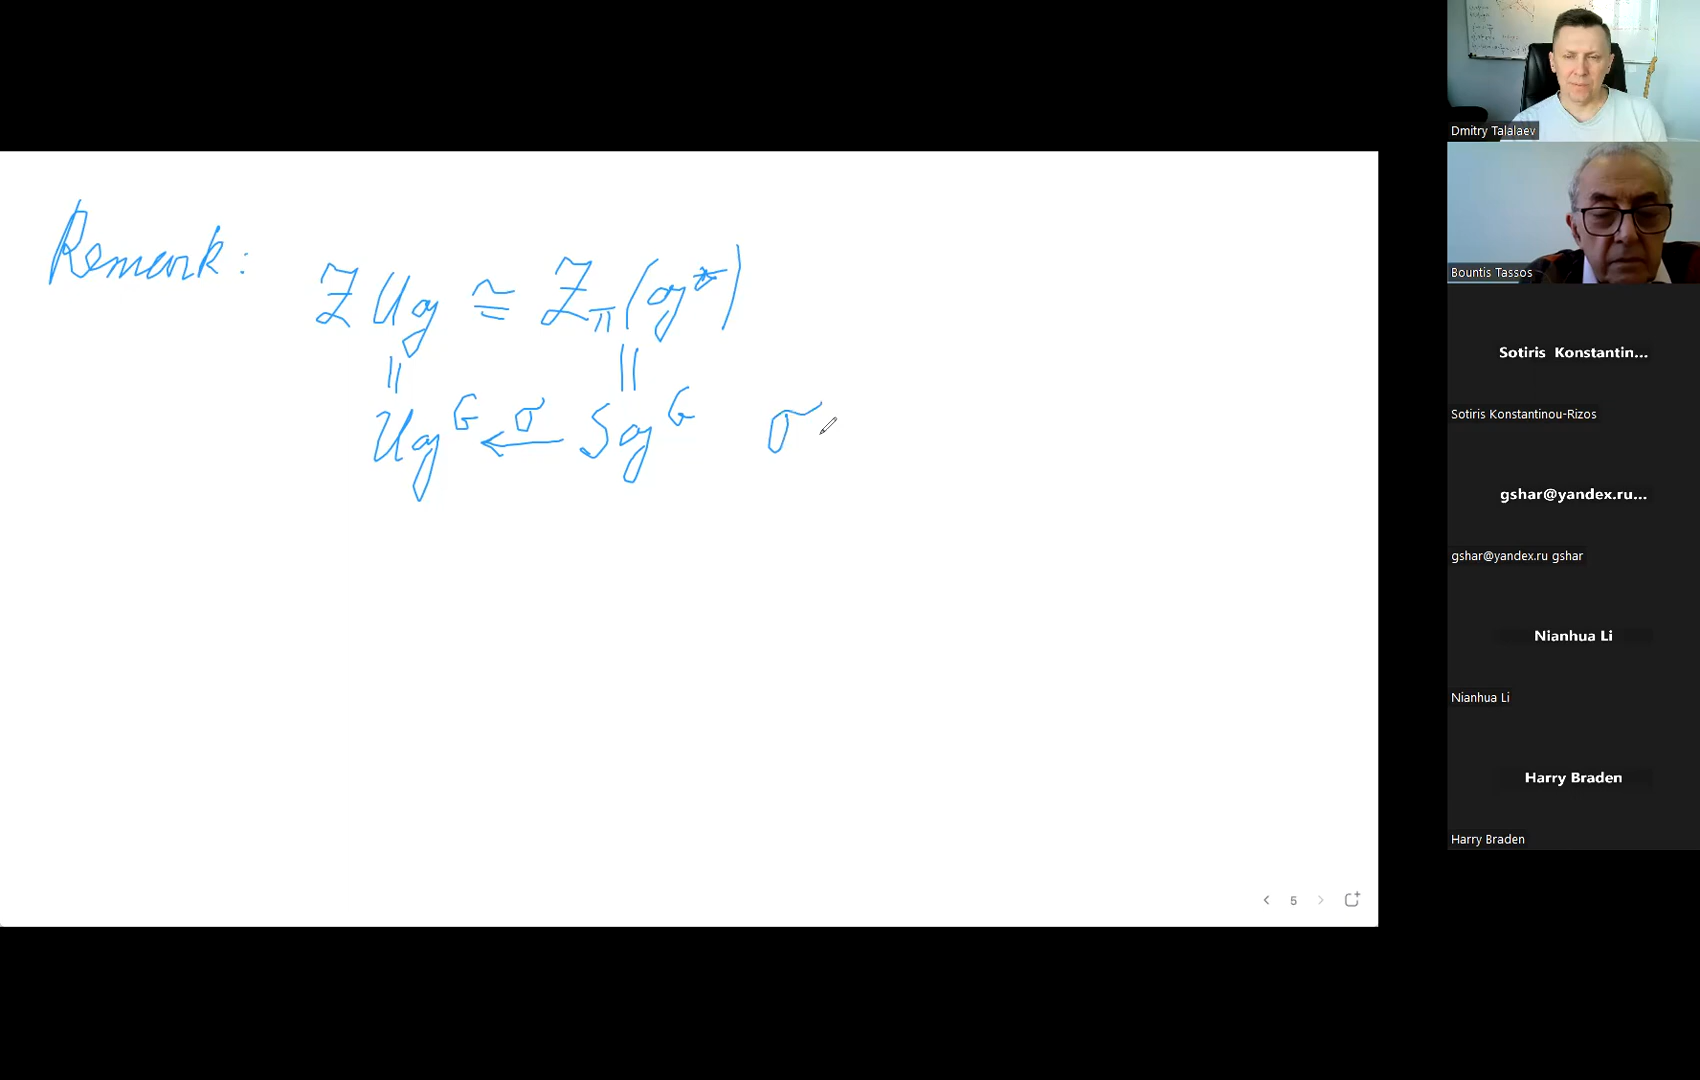 Remark:
ZUg ≅ Z_π(g*)
|| ||
Ug^G ←σ Sg^G σ
5
Dmitry Talalaev
Bountis Tassos
Sotiris Konstantin...
Sotiris Konstantinou-Rizos
gshar@yandex.ru...
gshar@yandex.ru gshar
Nianhua Li
Nianhua Li
Harry Braden
Harry Braden